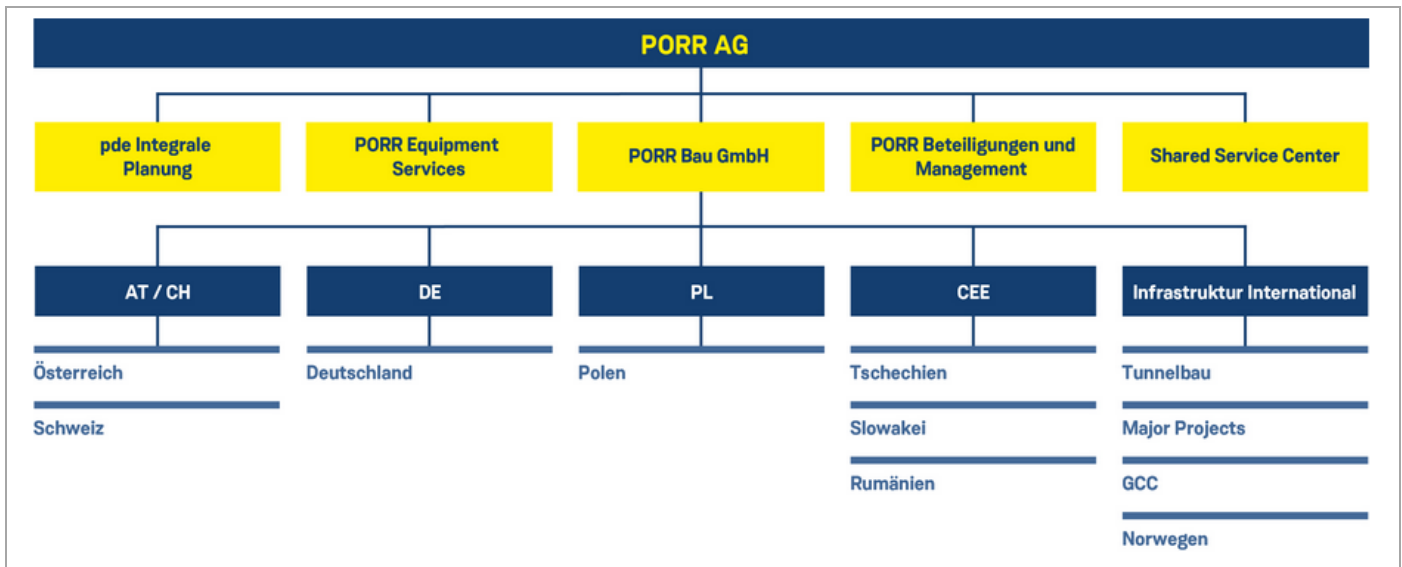 PORR AG
pde Integrale
Planung
PORR Equipment
Services
PORR Bau GmbH
PORR Beteiligungen und
Management
Shared Service Center
AT / CH
DE
PL
CEE
Infrastruktur International
Österreich
Deutschland
Polen
Tschechien
Tunnelbau
Schweiz
Slowakei
Major Projects
Rumänien
GCC
Norwegen